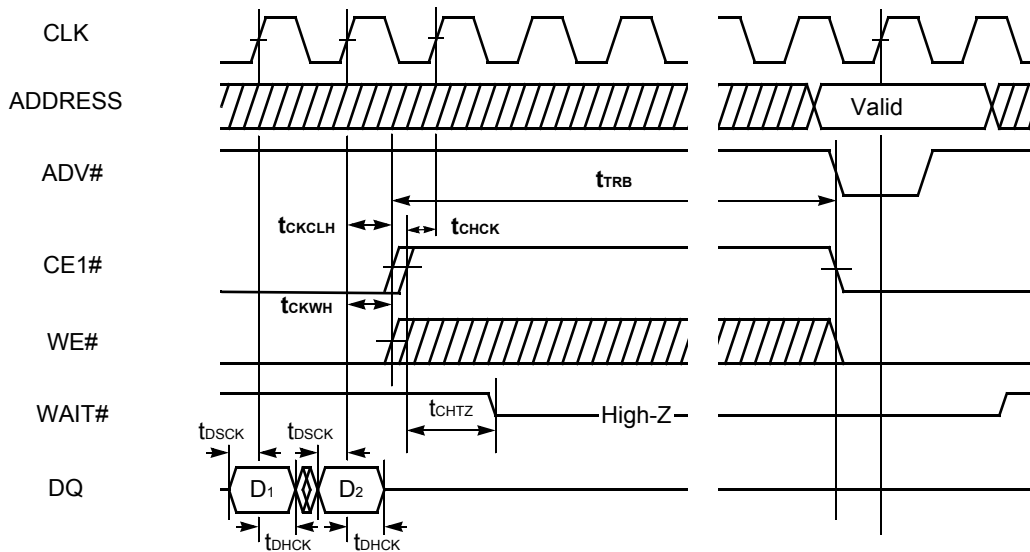 CLK
ADDRESS
Valid
ADV#
tTRB
tCKCLH
tCHCK
CE1#
tCKWH
WE#
WAIT#
tCHTZ
High-Z
tDSCK
tDSCK
DQ
D1
D2
tDHCK
tDHCK